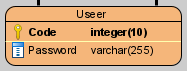 Useer
Code integer(10)
Password varchar(255)